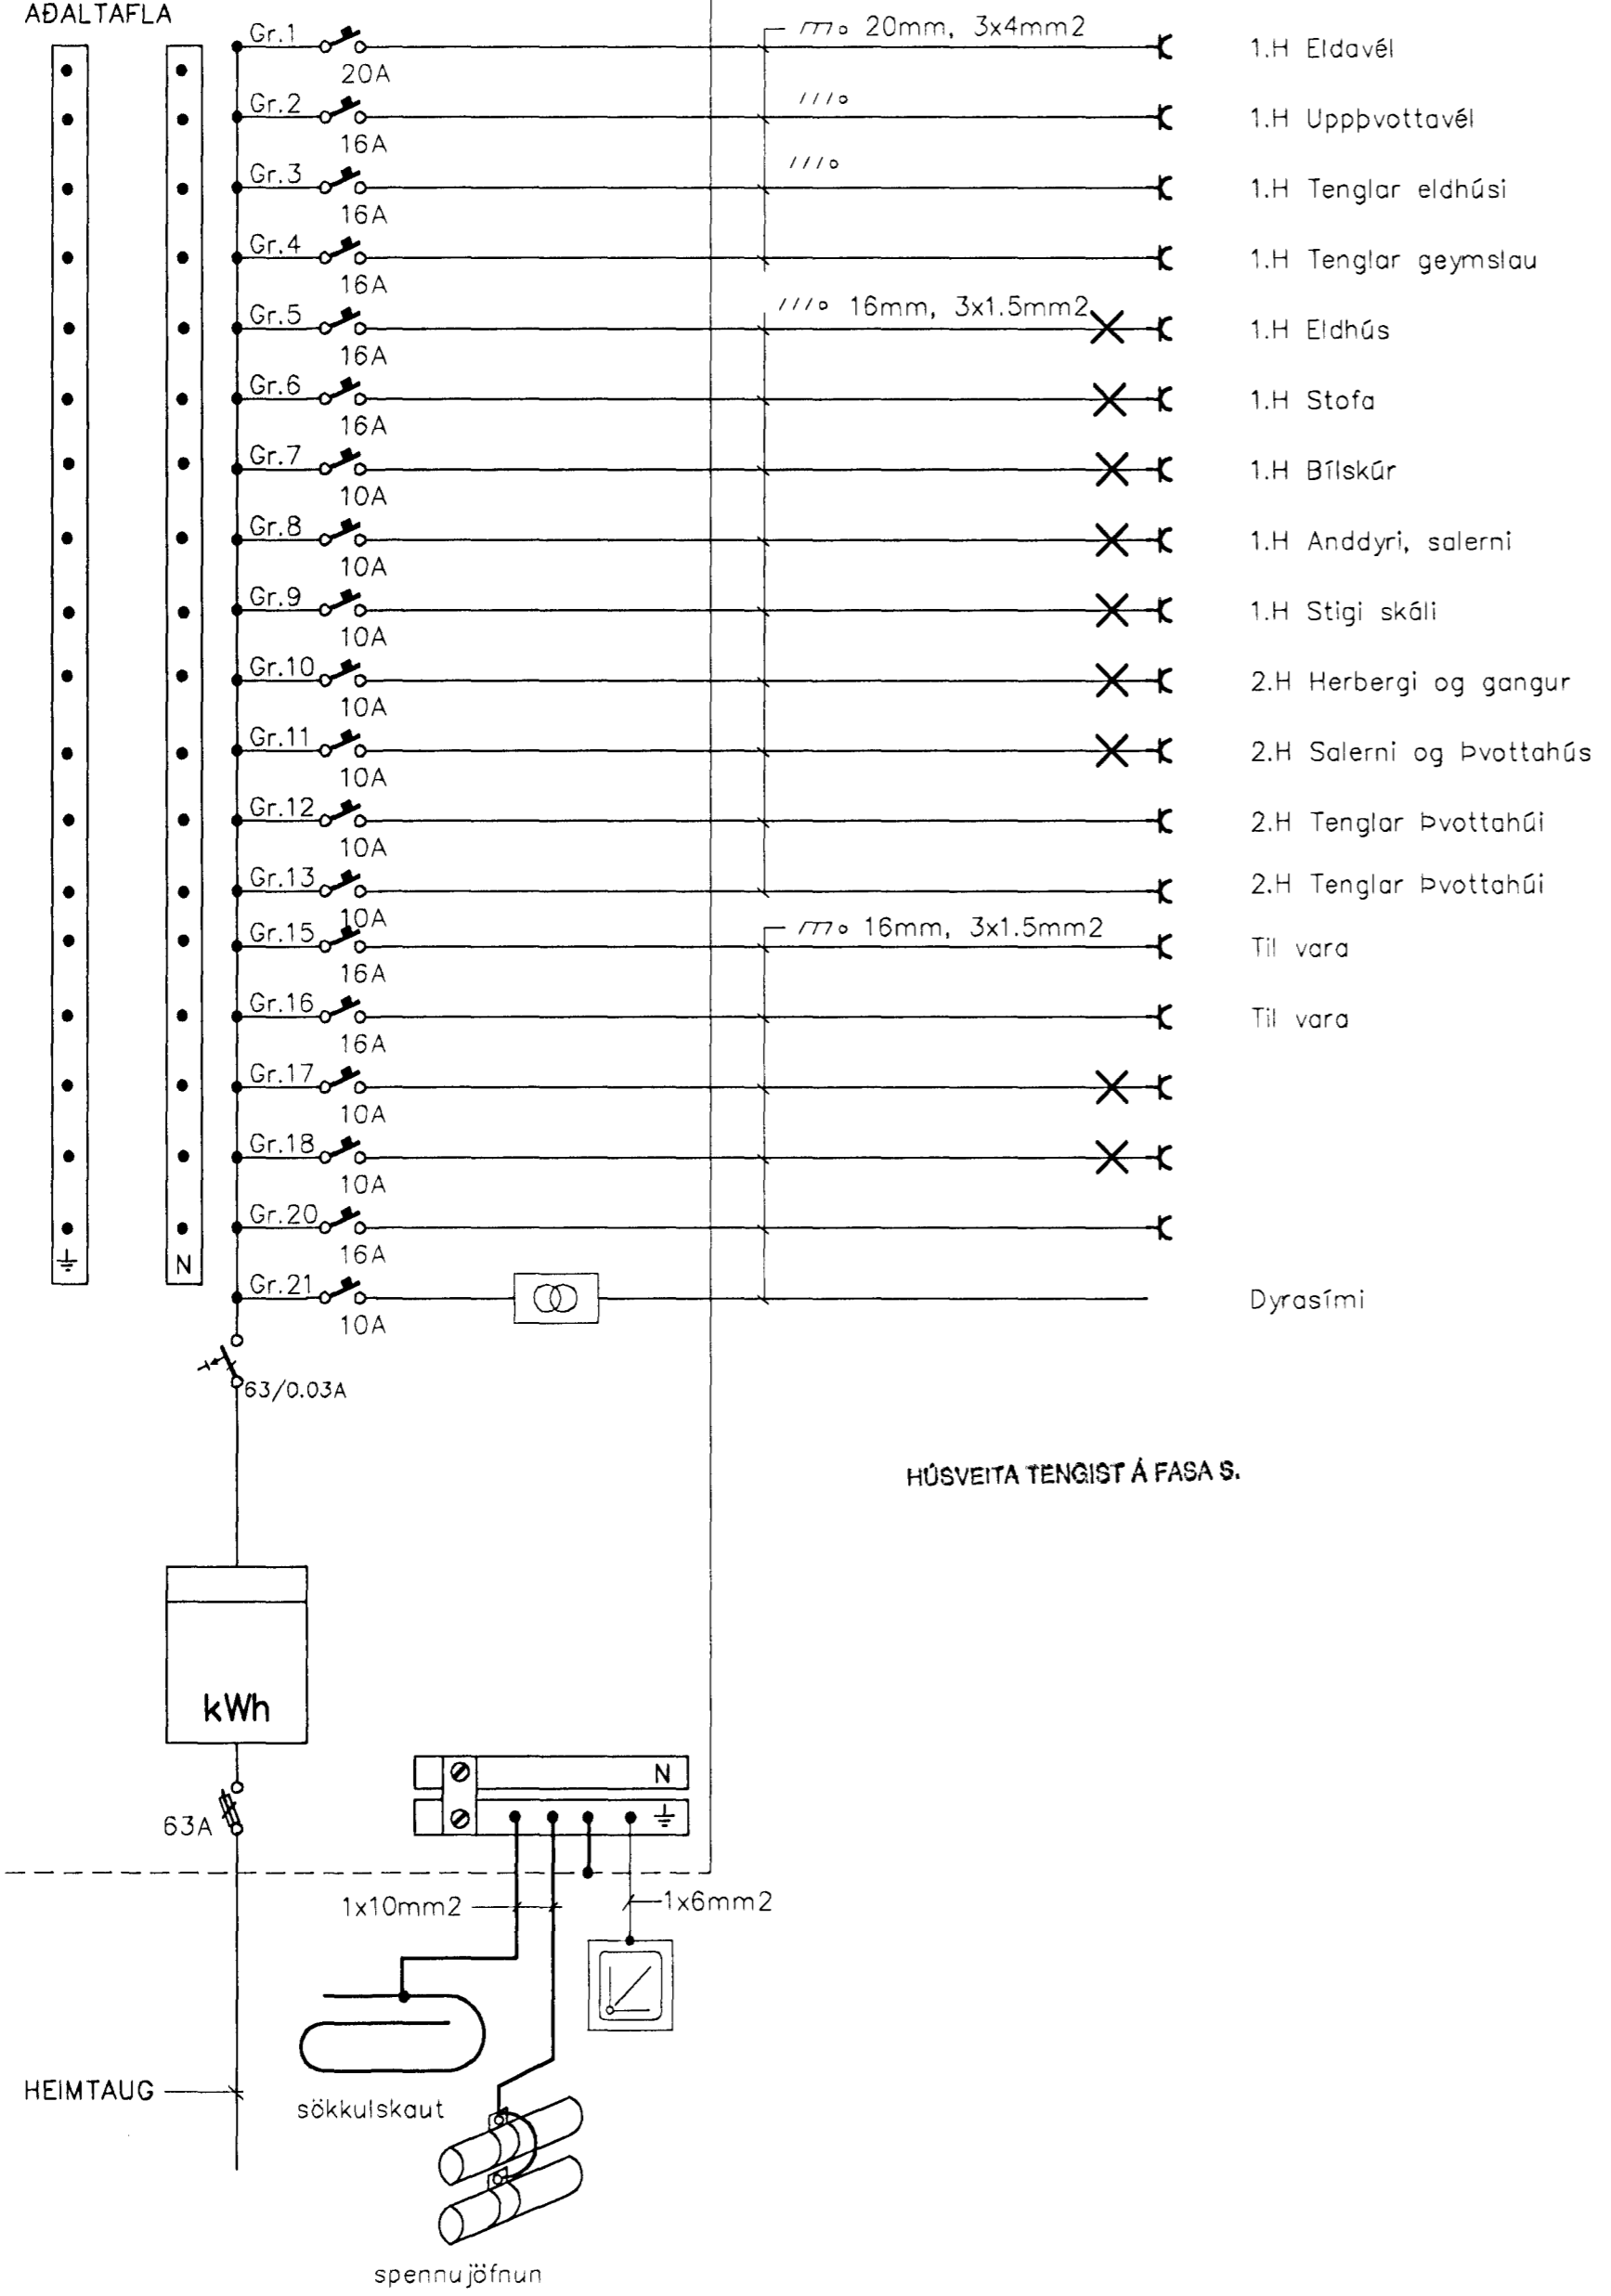 AÐALTAFLA
Gr.1 20A 20mm, 3x4mm2 1.H Eldavél
Gr.2 16A 1.H Uppþvottavél
Gr.3 16A 1.H Tenglar eldhúsi
Gr.4 16A 1.H Tenglar geymslau
Gr.5 16A 16mm, 3x1.5mm2 1.H Eldhús
Gr.6 16A 1.H Stofa
Gr.7 10A 1.H Bílskúr
Gr.8 10A 1.H Anddyri, salerni
Gr.9 10A 1.H Stigi skáli
Gr.10 10A 2.H Herbergi og gangur
Gr.11 10A 2.H Salerni og Þvottahús
Gr.12 10A 2.H Tenglar Þvottahúi
Gr.13 10A 2.H Tenglar Þvottahúi
Gr.15 16A 16mm, 3x1.5mm2 Til vara
Gr.16 16A Til vara
Gr.17 10A
Gr.18 10A
Gr.20 16A
N
Gr.21 10A Dyrasími
63/0.03A
HÚSVEITA TENGIST Á FASA S.
kWh
N
63A
1x10mm2 1x6mm2
HEIMTAUG
sökkulskaut
spennujöfnun